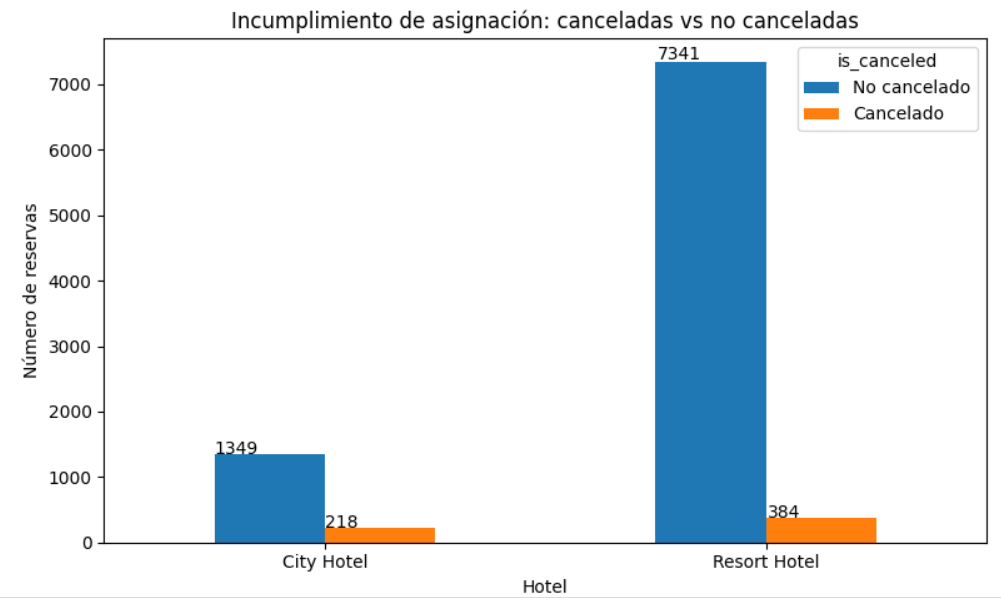 Incumplimiento de asignación: canceladas vs no canceladas
7341
is_canceled
No cancelado
Cancelado
7000
6000
5000
4000
3000
2000
1000
0
Número de reservas
1349
218
384
City Hotel
Resort Hotel
Hotel